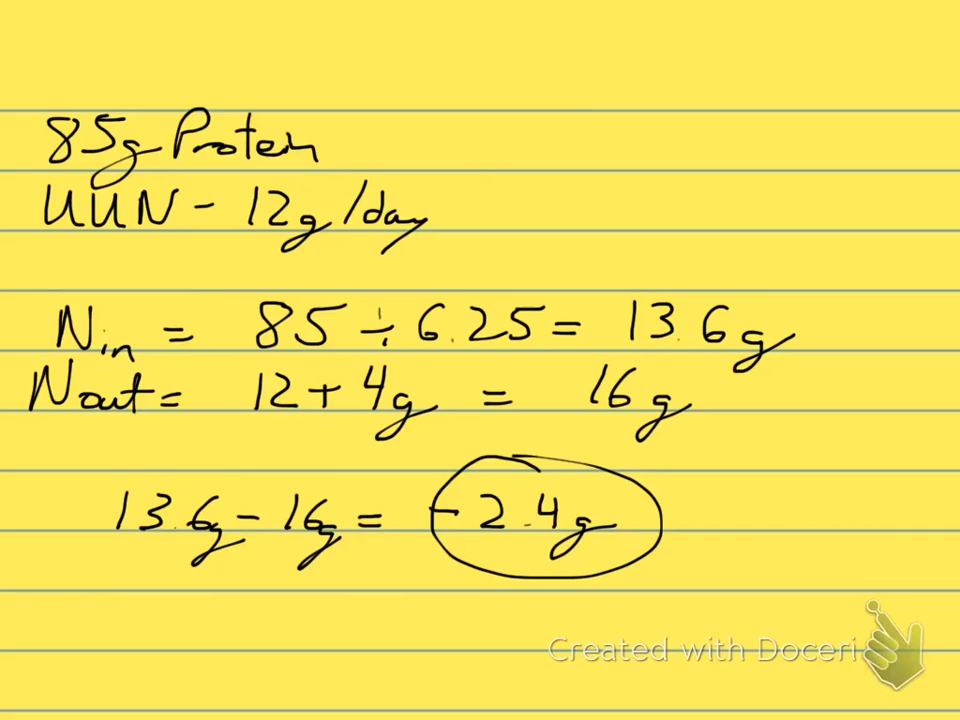 85g Protein
UUN - 12g/day
Nin = 85 ÷ 6.25 = 13.6g
Nout = 12 + 4g = 16g
13.6g - 16g = -2.4g
Created with Doceri